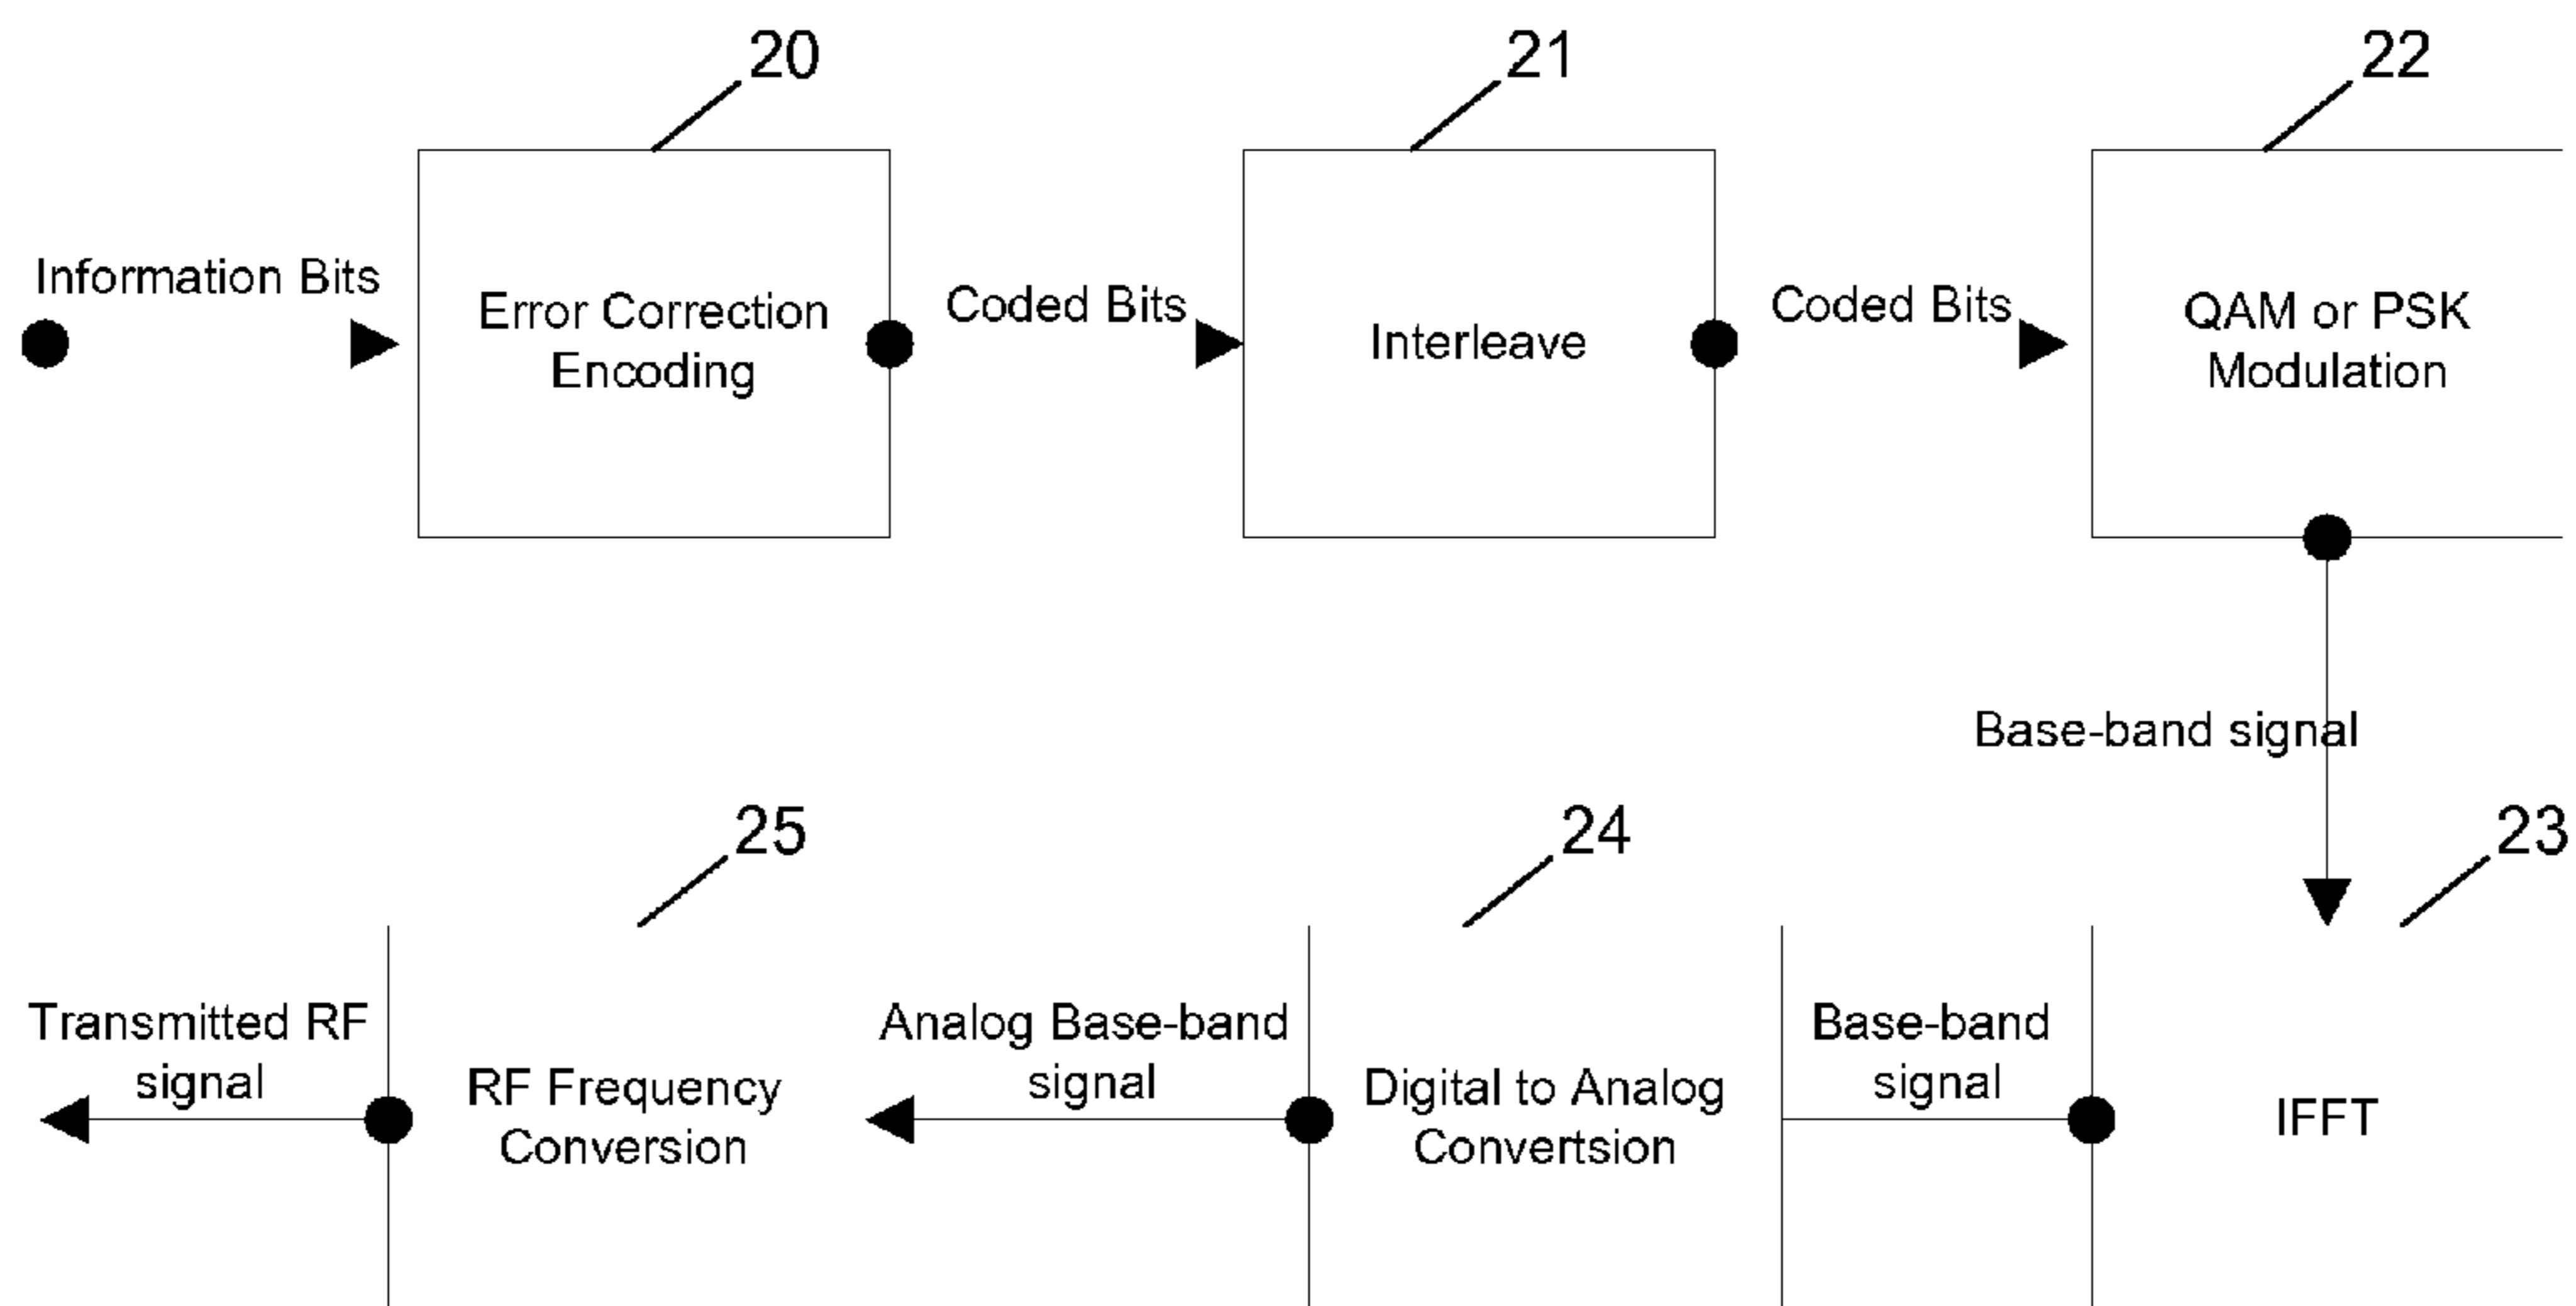 20
21
22
Information Bits
Error Correction
Encoding
Coded Bits
Interleave
Coded Bits
QAM or PSK
Modulation
Base-band signal
25
24
23
Transmitted RF
signal
RF Frequency
Conversion
Analog Base-band
signal
Digital to Analog
Convertsion
Base-band
signal
IFFT